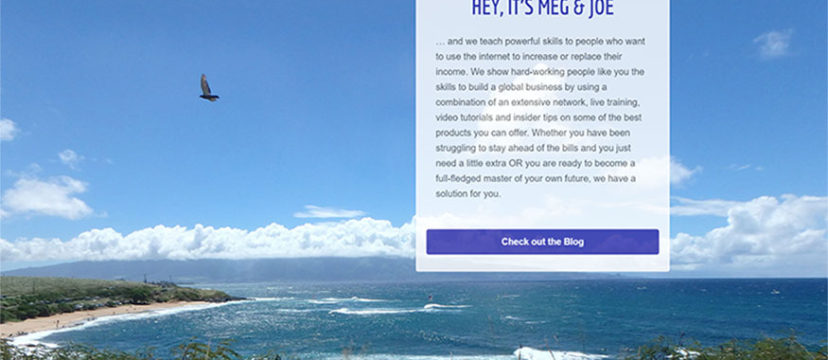 HEY, IT'S MEG & JOE
... and we teach powerful skills to people who want
to use the internet to increase or replace their
income. We show hard-working people like you the
skills to build a global business by using a
combination of an extensive network, live training,
video tutorials and insider tips on some of the best
products you can offer. Whether you have been
struggling to stay ahead of the bills and you just
need a little extra OR you are ready to become a
full-fledged master of your own future, we have a
solution for you.
Check out the Blog